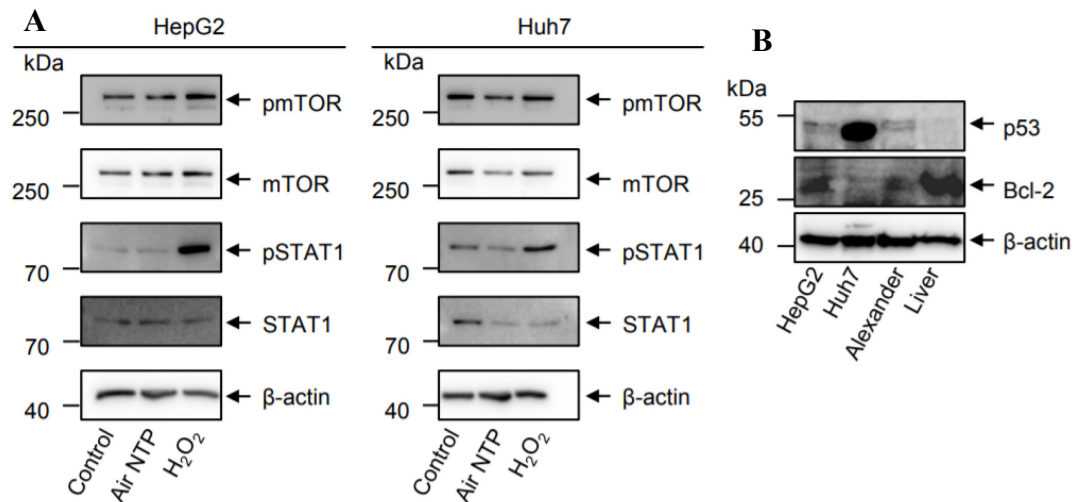 A
HepG2
kDa
250
pmTOR
250
mTOR
70
pSTAT1
70
STAT1
40
β-actin
Control
Air NTP
H₂O₂
Huh7
kDa
250
pmTOR
250
mTOR
70
pSTAT1
70
STAT1
40
β-actin
Control
Air NTP
H₂O₂
B
kDa
55
p53
25
Bcl-2
40
β-actin
HepG2
Huh7
Alexander
Liver